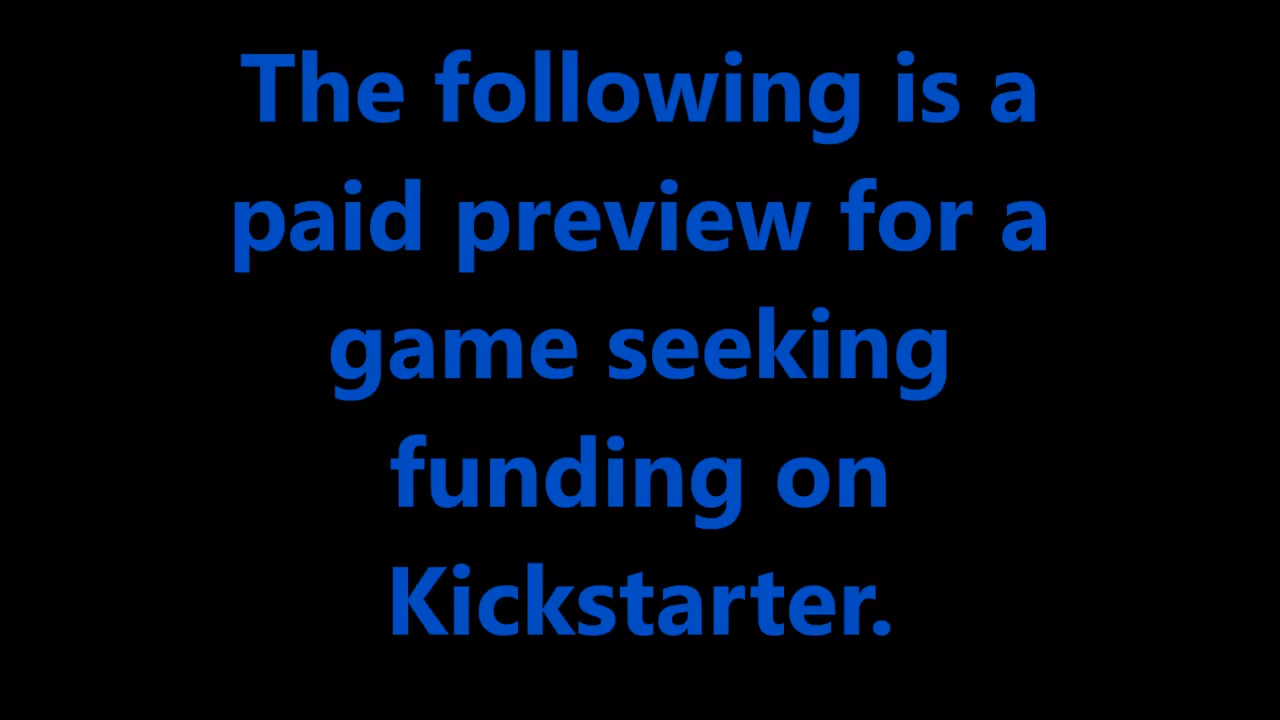 The following is a
paid preview for a
game seeking
funding on
Kickstarter.